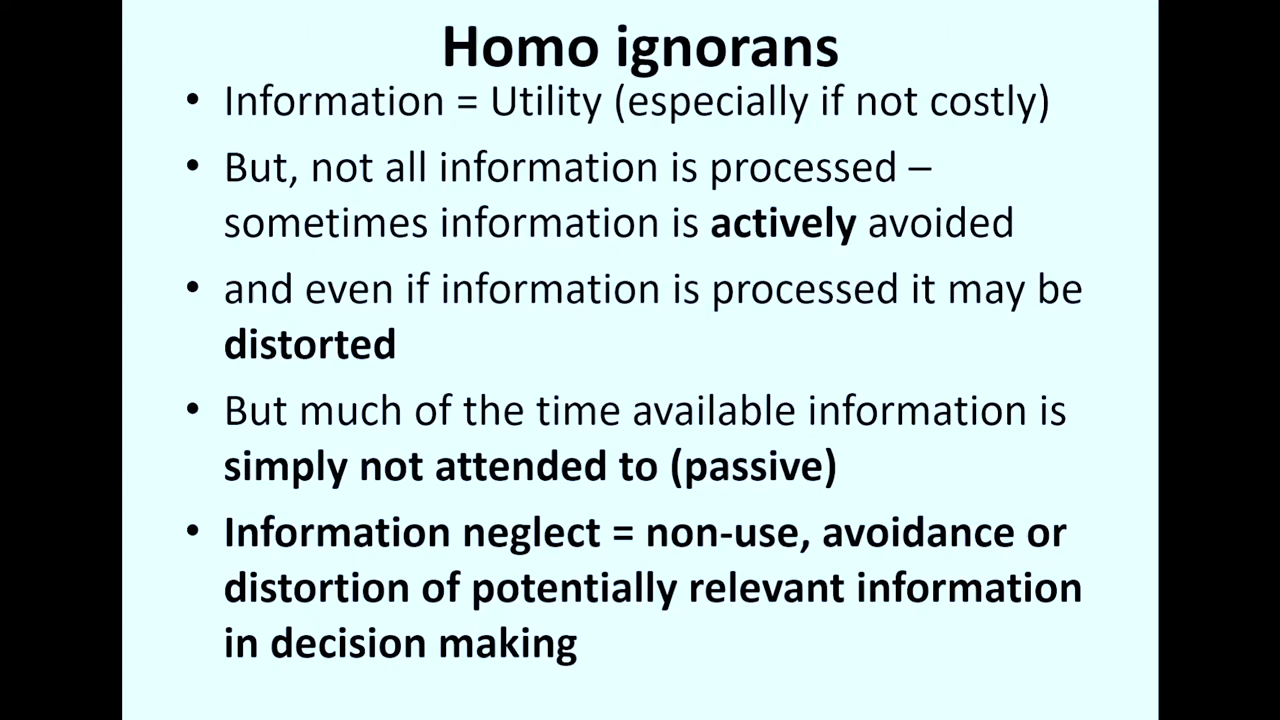 Homo ignorans
• Information = Utility (especially if not costly)
• But, not all information is processed –
sometimes information is actively avoided
• and even if information is processed it may be
distorted
• But much of the time available information is
simply not attended to (passive)
• Information neglect = non-use, avoidance or
distortion of potentially relevant information
in decision making